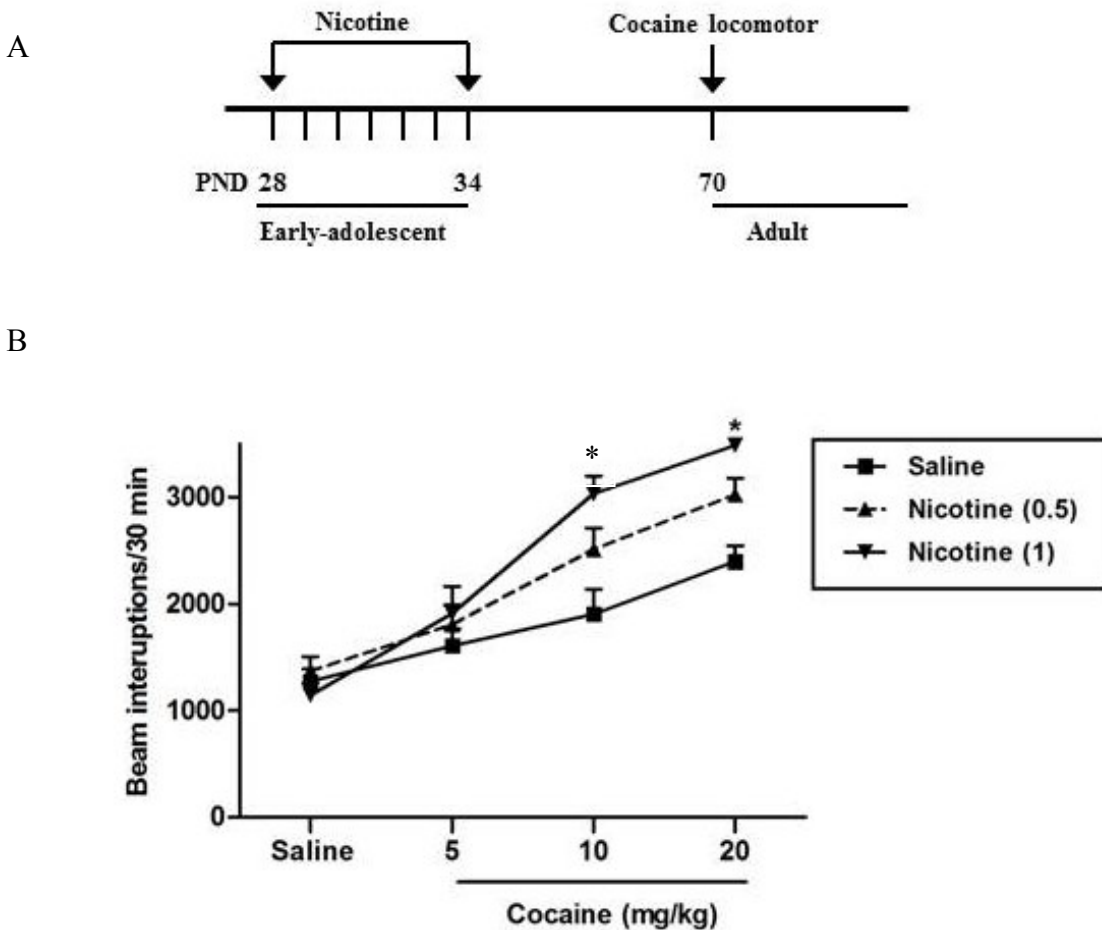 A
Nicotine
Cocaine locomotor
PND 28
34
70
Early-adolescent
Adult
B
Beam interuptions/30 min
3000
2000
1000
0
*
*
Saline
Nicotine (0.5)
Nicotine (1)
Saline
5
10
20
Cocaine (mg/kg)